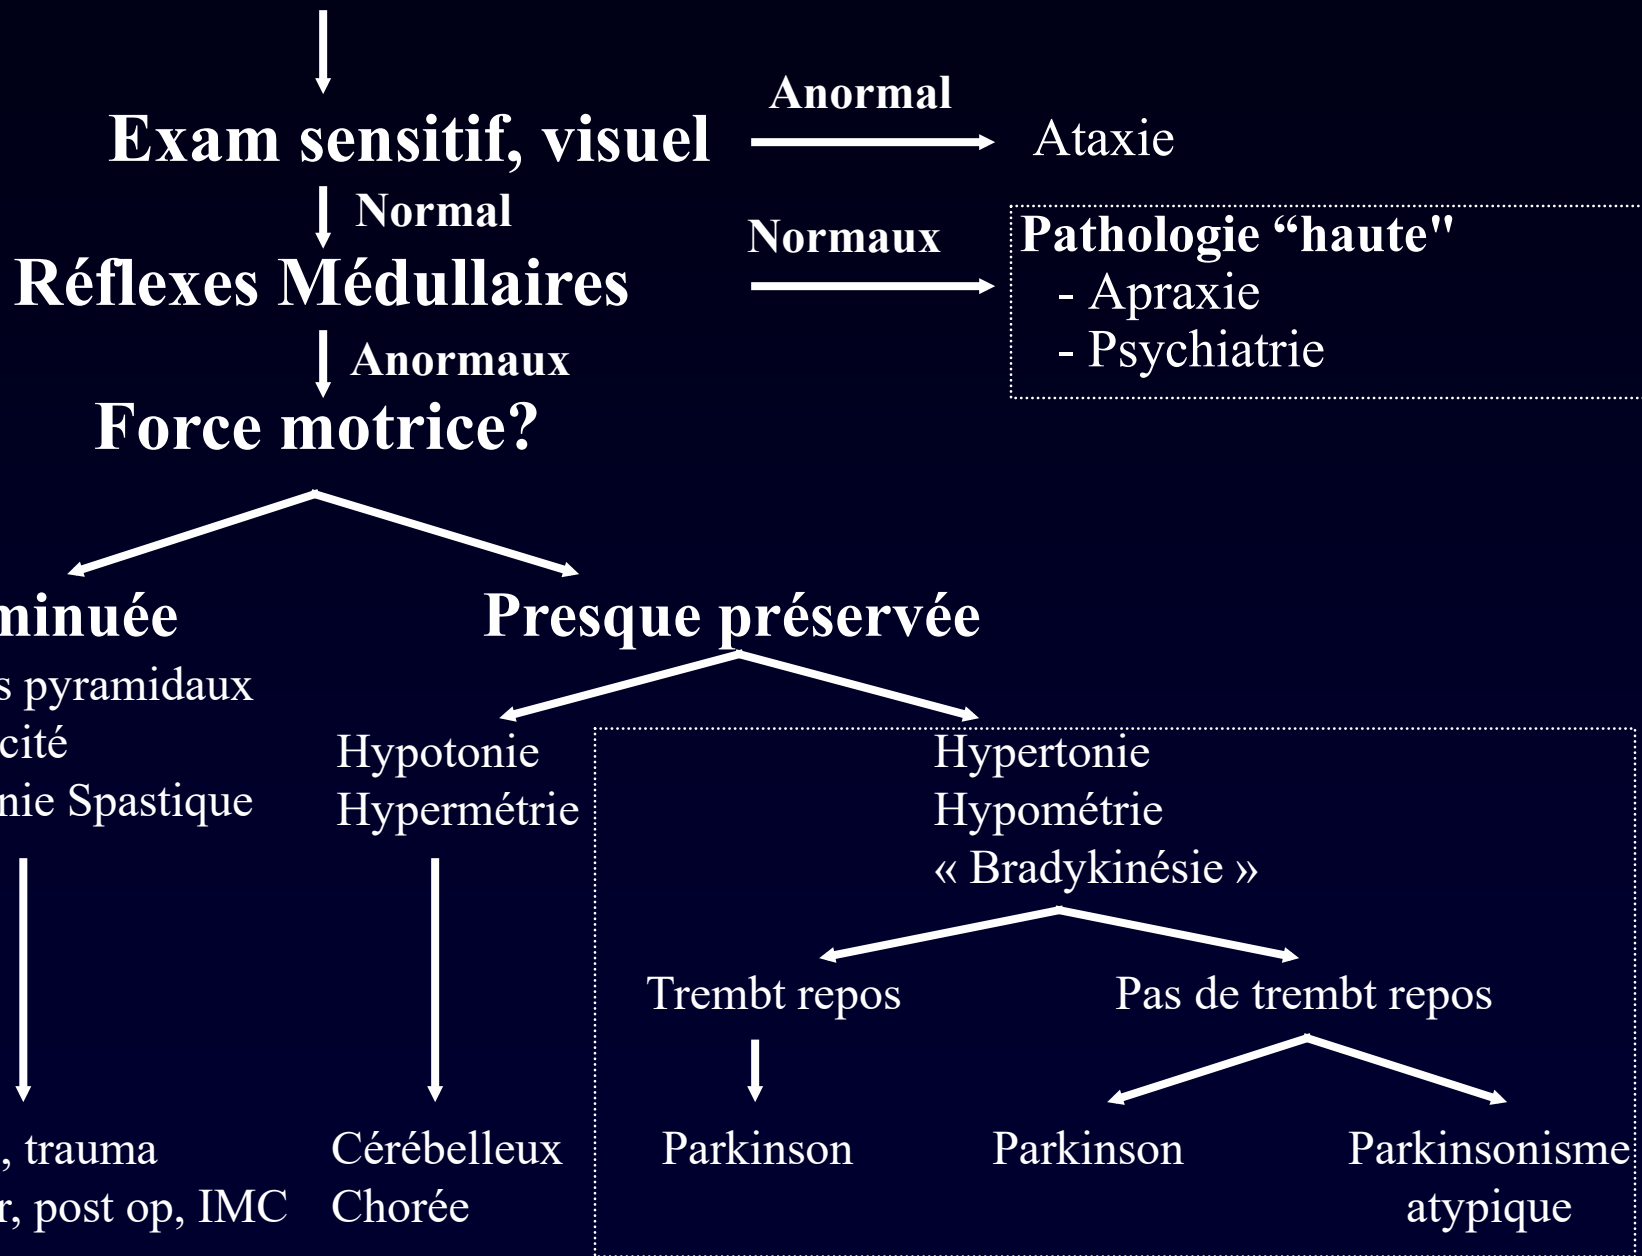 Anormal
Exam sensitif, visuel
Ataxie
Normal
Normaux
Pathologie “haute"
Réflexes Médullaires
- Apraxie
- Psychiatrie
Anormaux
Force motrice?
minuée
Presque préservée
s pyramidaux
cité
nie Spastique
Hypotonie
Hypermétrie
Hypertonie
Hypométrie
« Bradykinésie »
Trembt repos
Pas de trembt repos
, trauma
r, post op, IMC
Cérébelleux
Chorée
Parkinson
Parkinson
Parkinsonisme
atypique